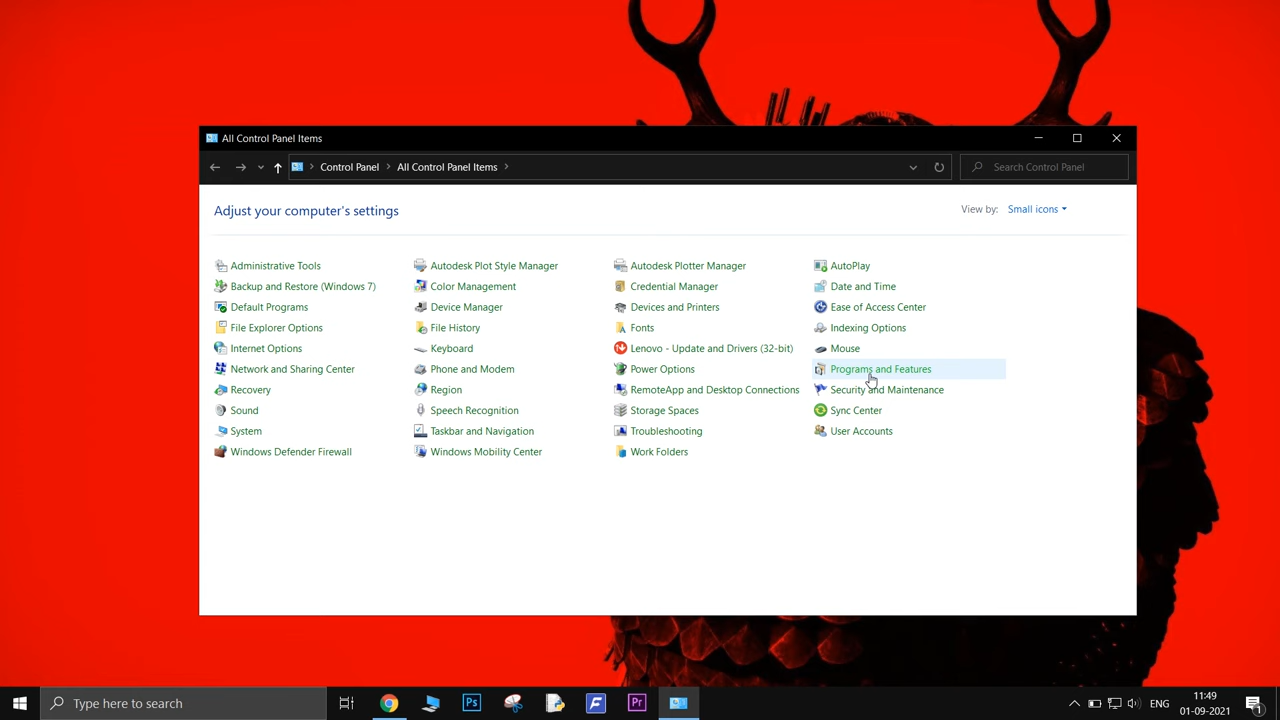 All Control Panel Items
Control Panel > All Control Panel Items >
Search Control Panel
Adjust your computer's settings
View by: Small icons
Administrative Tools
Autodesk Plot Style Manager
Autodesk Plotter Manager
AutoPlay
Backup and Restore (Windows 7)
Color Management
Credential Manager
Date and Time
Default Programs
Device Manager
Devices and Printers
Ease of Access Center
File Explorer Options
File History
Fonts
Indexing Options
Internet Options
Keyboard
Lenovo - Update and Drivers (32-bit)
Mouse
Network and Sharing Center
Phone and Modem
Power Options
Programs and Features
Recovery
Region
RemoteApp and Desktop Connections
Security and Maintenance
Sound
Speech Recognition
Storage Spaces
Sync Center
System
Taskbar and Navigation
Troubleshooting
User Accounts
Windows Defender Firewall
Windows Mobility Center
Work Folders
Type here to search
Ps
F
Pr
ENG
11:49
01-09-2021
1